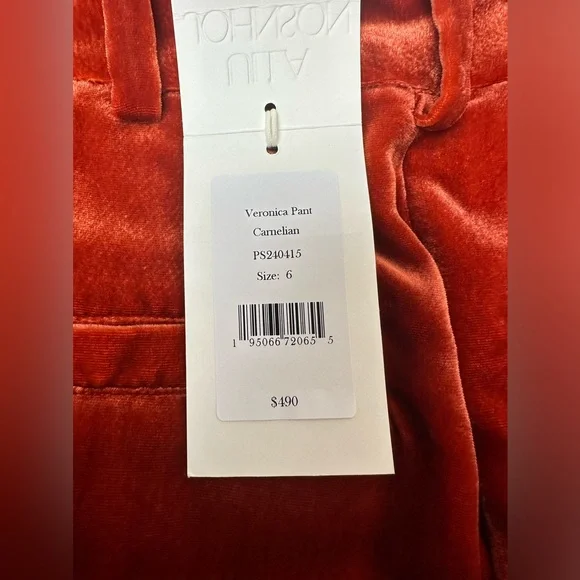 ULLA
JOHNSON
Veronica Pant
Carnelian
PS240415
Size: 6
1 95066 72065 5
$490